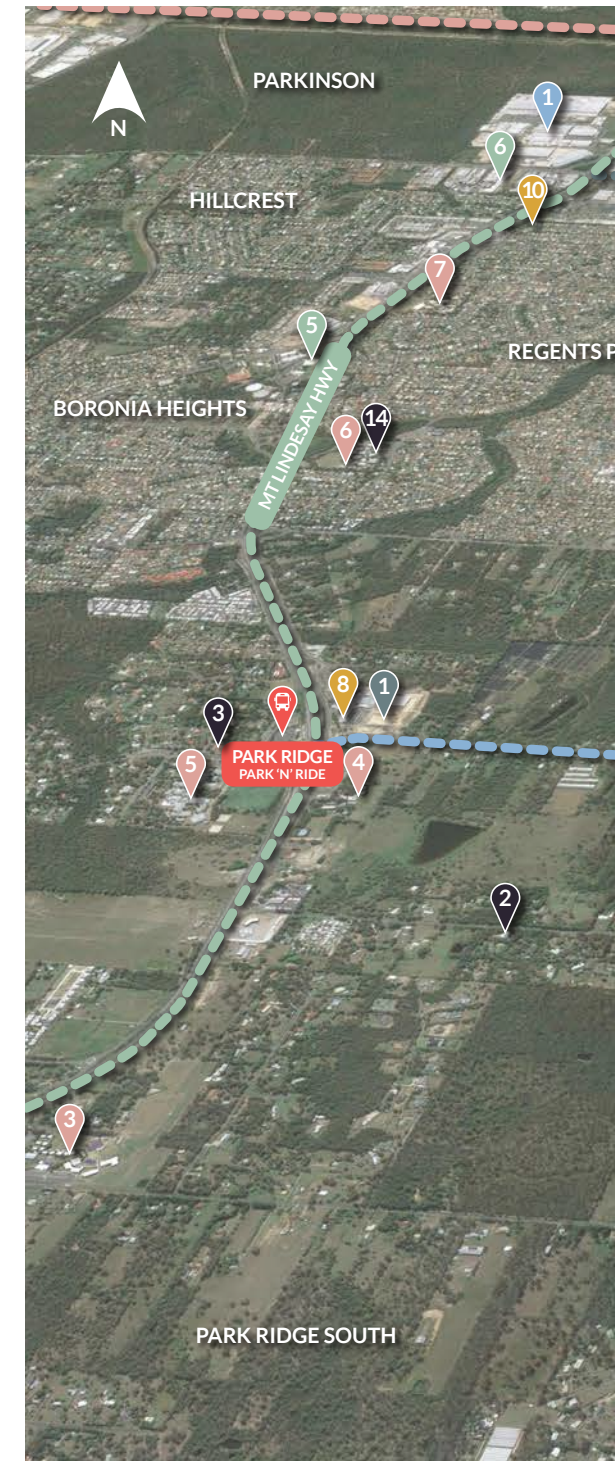 PARKINSON
N
1
6
HILLCREST
10
7
5
REGENTS P
MT LINDESAY HWY
BORONIA HEIGHTS
6
14
8
1
3
PARK RIDGE
PARK 'N' RIDE
5
4
2
3
PARK RIDGE SOUTH